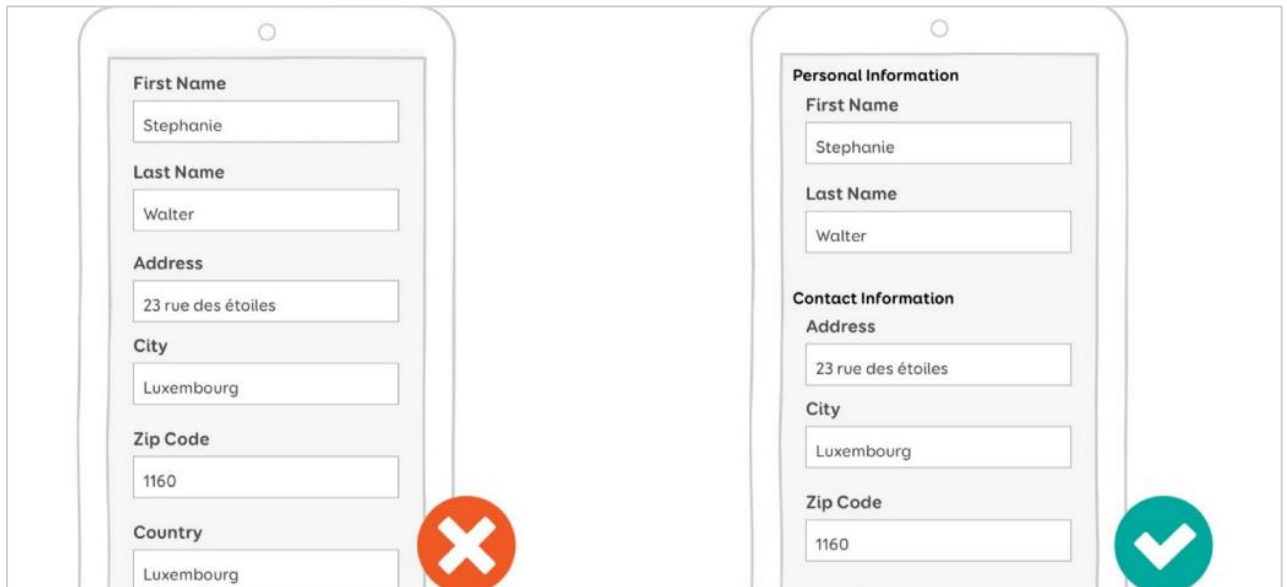 First Name
Stephanie
Last Name
Walter
Address
23 rue des étoiles
City
Luxembourg
Zip Code
1160
Country
Luxembourg
Personal Information
First Name
Stephanie
Last Name
Walter
Contact Information
Address
23 rue des étoiles
City
Luxembourg
Zip Code
1160